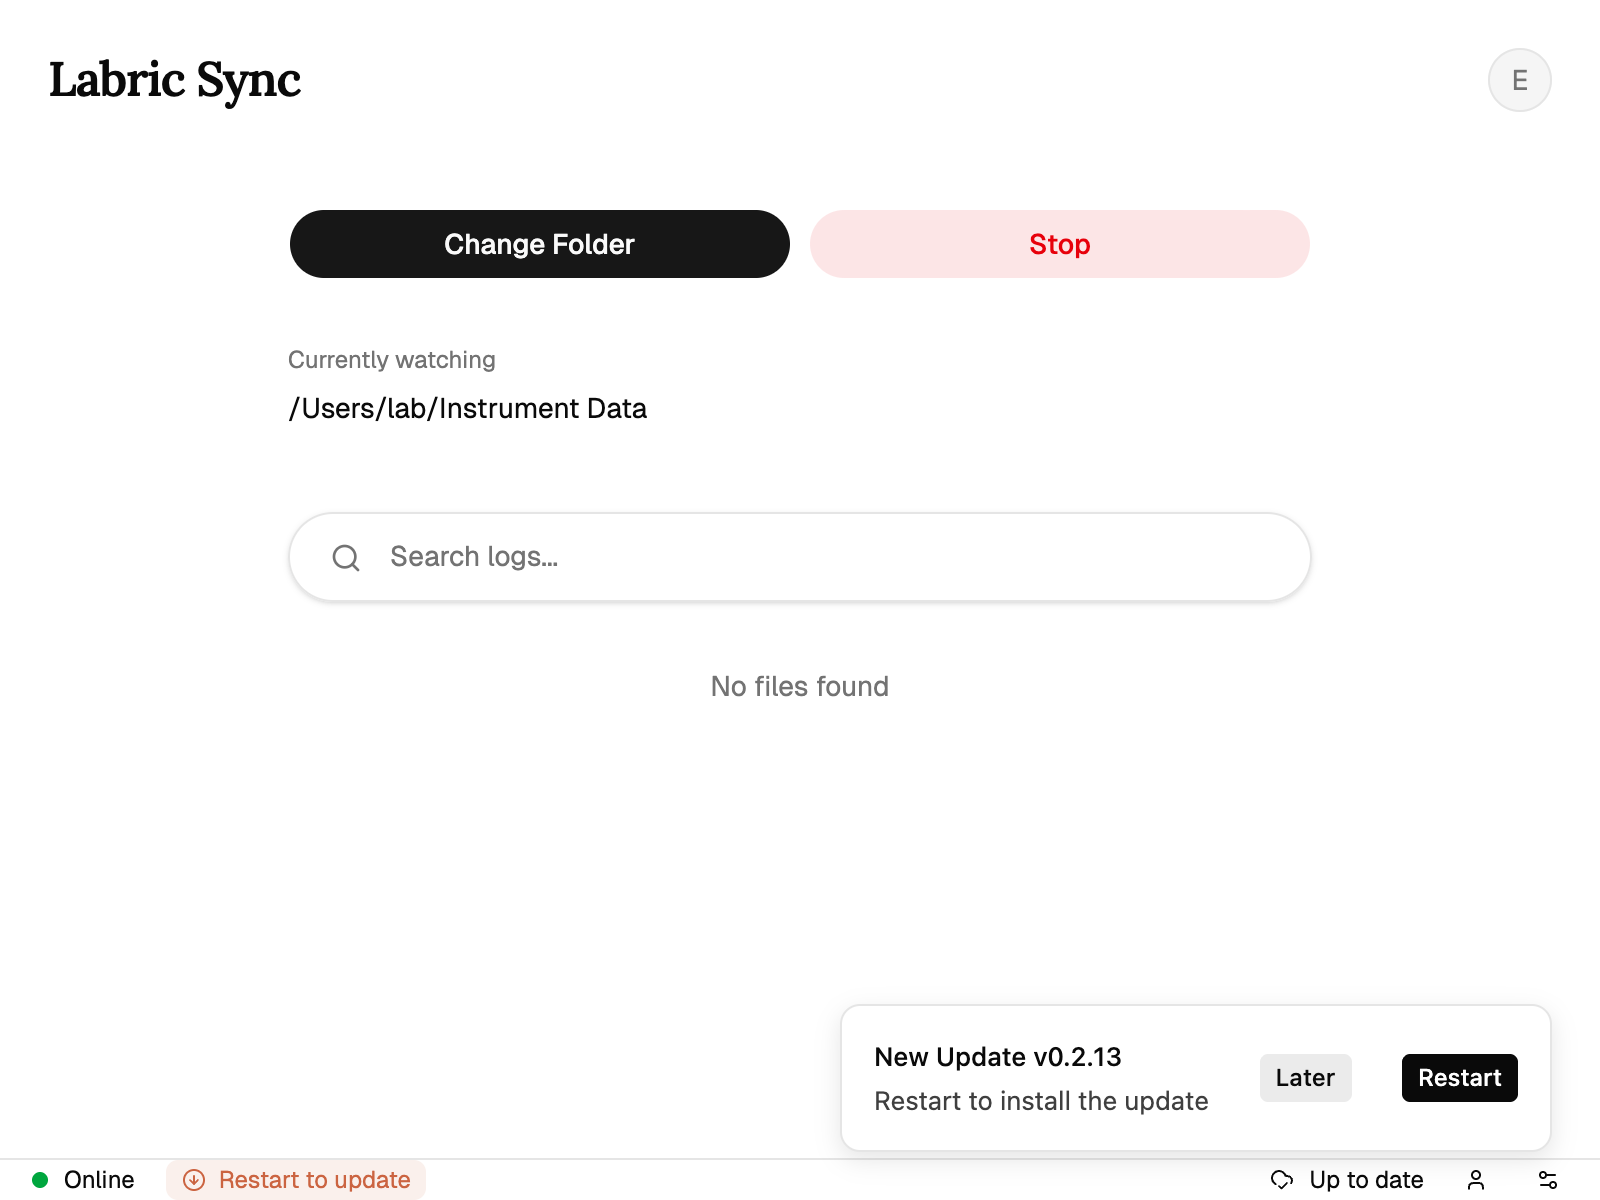 Labric Sync
E
Change Folder
Stop
Currently watching
/Users/lab/Instrument Data
Search logs...
No files found
New Update v0.2.13
Restart to install the update
Later
Restart
Online
Restart to update
Up to date